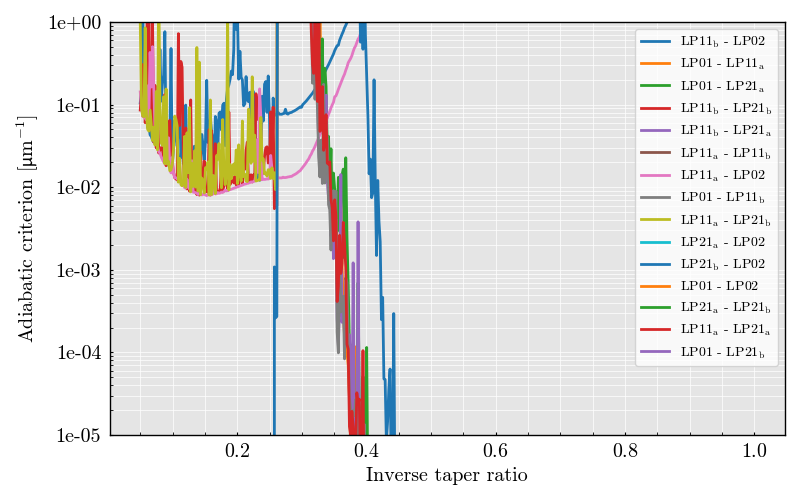 1e+00
1e-01
1e-02
1e-03
1e-04
1e-05
Adiabatic criterion [μm⁻¹]
0.2 0.4 0.6 0.8 1.0
Inverse taper ratio
LP11b - LP02
LP01 - LP11a
LP01 - LP21a
LP11b - LP21b
LP11b - LP21a
LP11a - LP11b
LP11a - LP02
LP01 - LP11b
LP11a - LP21b
LP21a - LP02
LP21b - LP02
LP01 - LP02
LP21a - LP21b
LP11a - LP21a
LP01 - LP21b